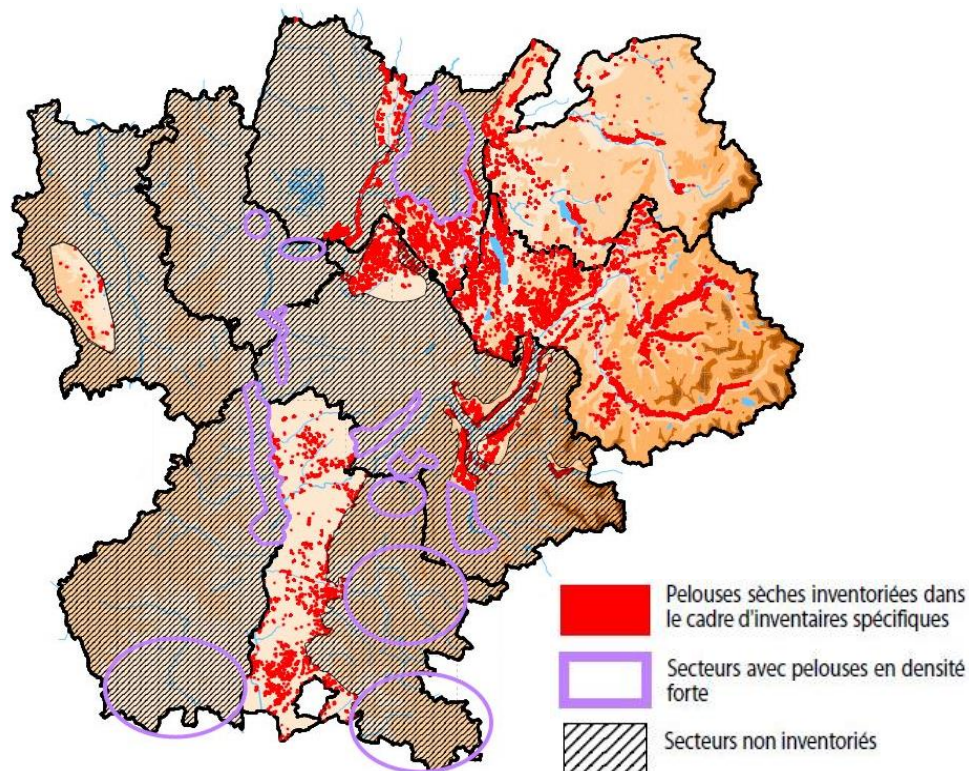 Pelouses sèches inventoriées dans
le cadre d'inventaires spécifiques
Secteurs avec pelouses en densité
forte
Secteurs non inventoriés